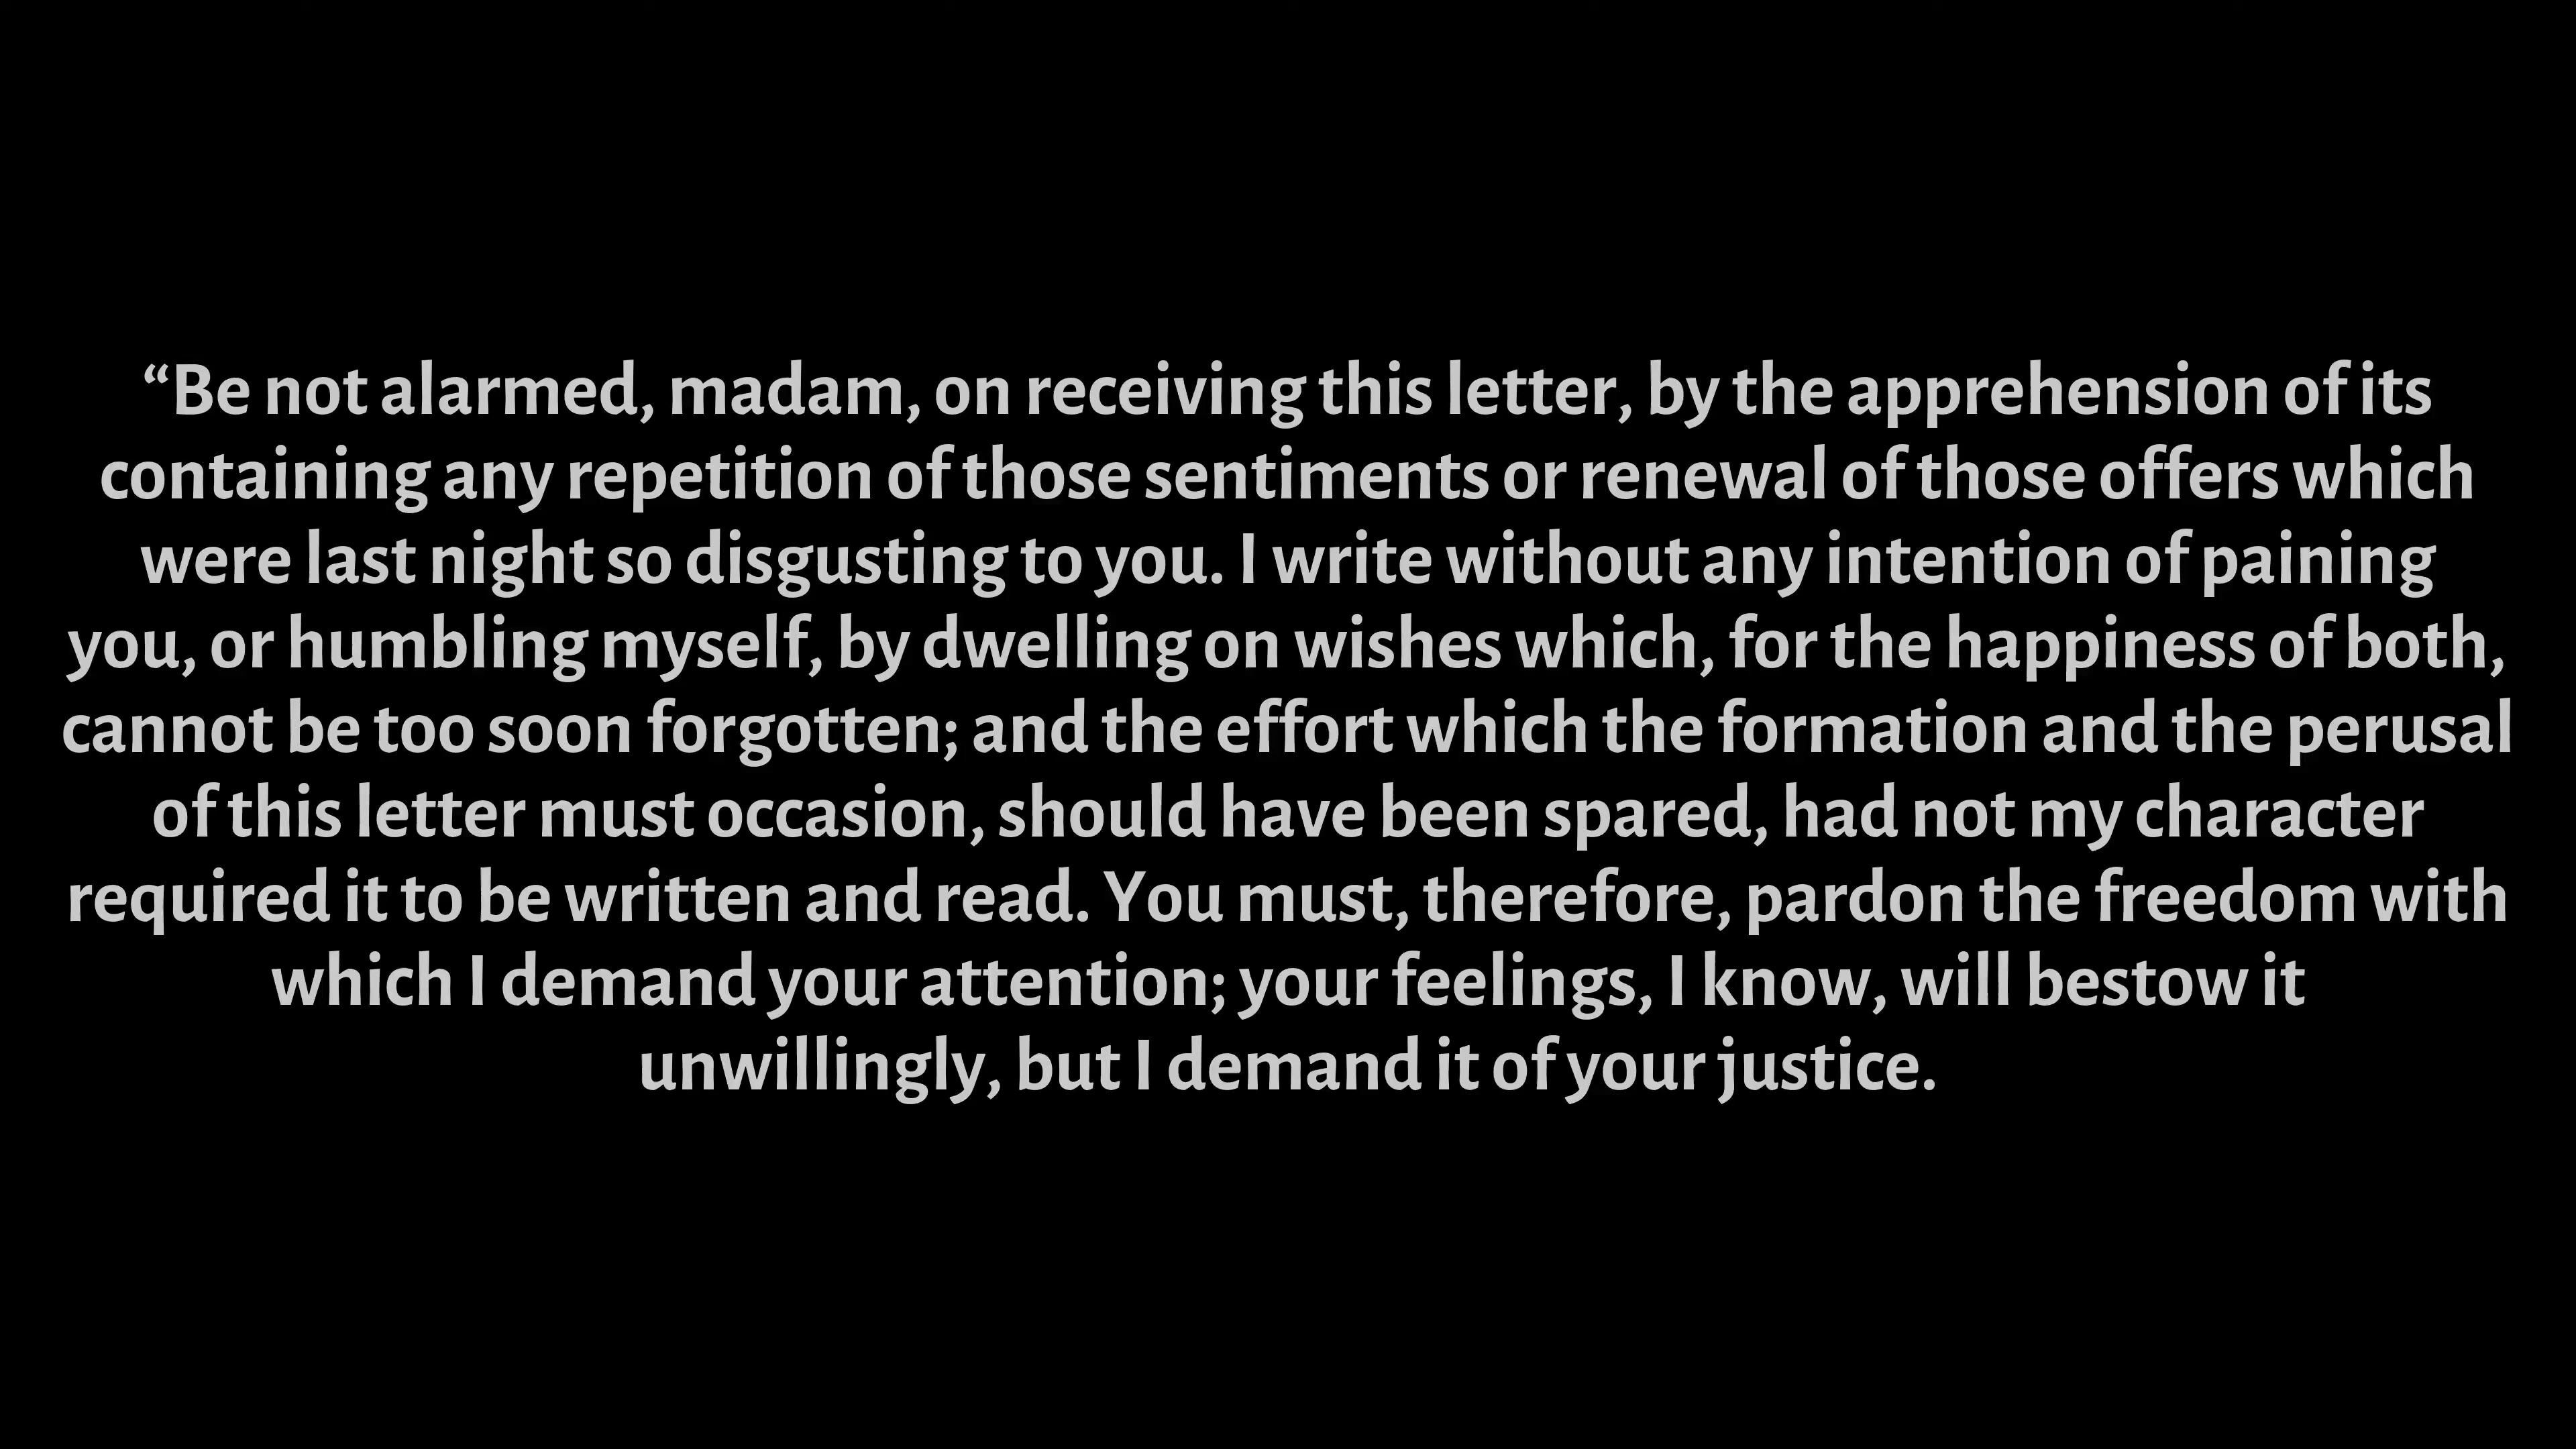 “Be not alarmed, madam, on receiving this letter, by the apprehension of its
containing any repetition of those sentiments or renewal of those offers which
were last night so disgusting to you. I write without any intention of paining
you, or humbling myself, by dwelling on wishes which, for the happiness of both,
cannot be too soon forgotten; and the effort which the formation and the perusal
of this letter must occasion, should have been spared, had not my character
required it to be written and read. You must, therefore, pardon the freedom with
which I demand your attention; your feelings, I know, will bestow it
unwillingly, but I demand it of your justice.